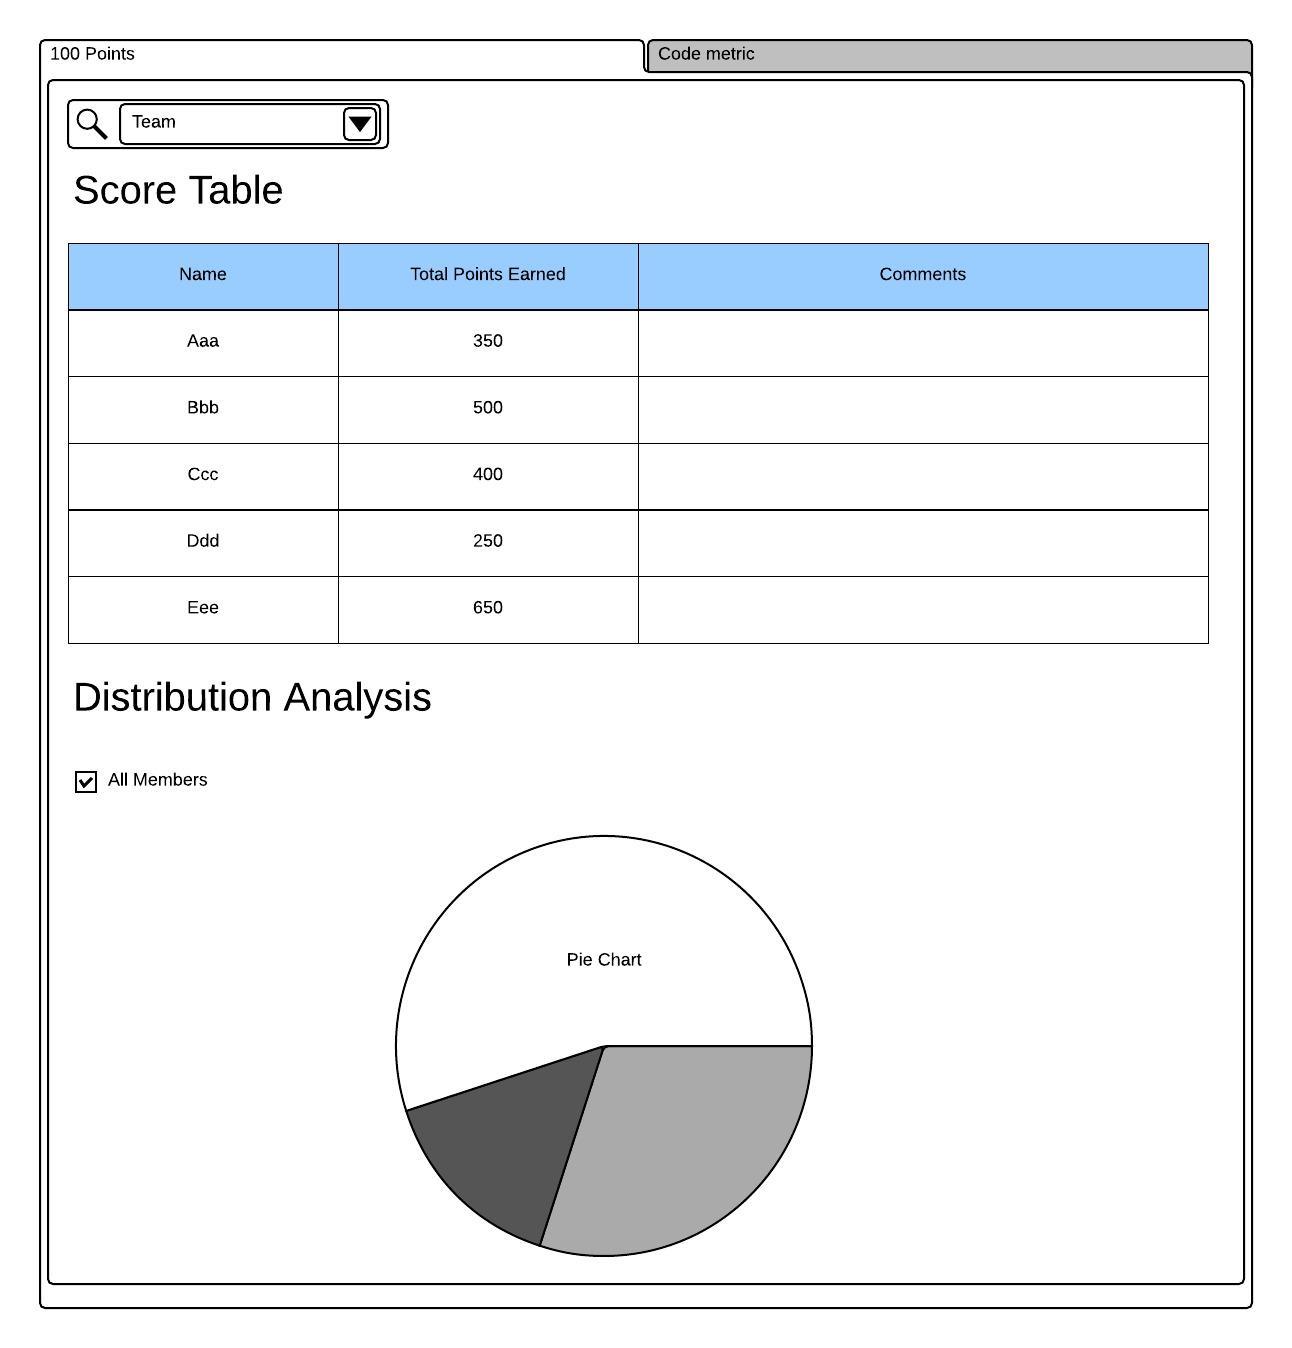 100 Points
Code metric
Team
Score Table
Name Total Points Earned Comments
Aaa 350
Bbb 500
Ccc 400
Ddd 250
Eee 650
Distribution Analysis
All Members
Pie Chart